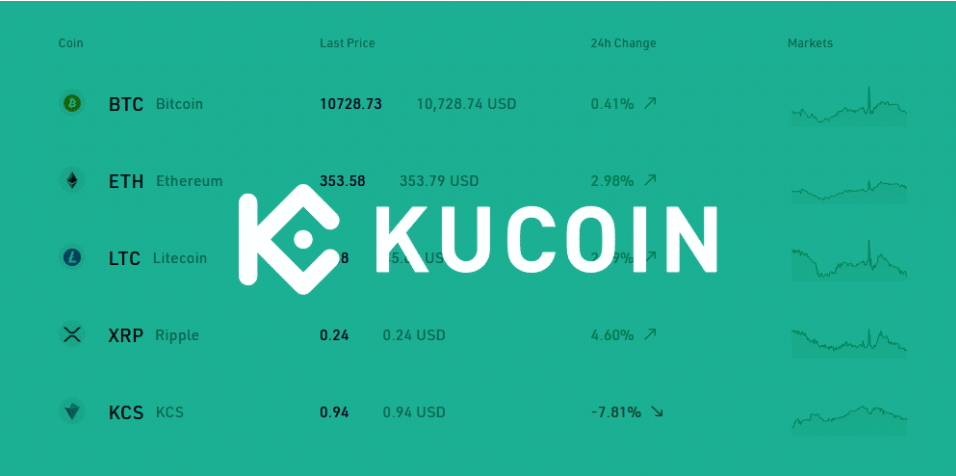 Coin Last Price 24h Change Markets
BTC Bitcoin 10728.73 10,728.74 USD 0.41%
ETH Ethereum 353.58 353.79 USD 2.98%
KUCOIN
LTC Litecoin
XRP Ripple 0.24 0.24 USD 4.60%
KCS KCS 0.94 0.94 USD -7.81%